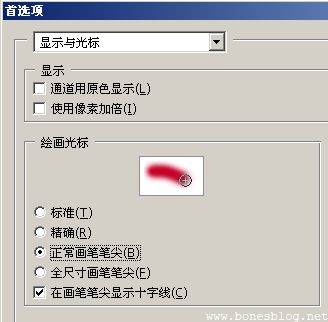 首选项
显示与光标
显示
通道用原色显示(L)
使用像素加倍(I)
绘画光标
标准(T)
精确(R)
正常画笔笔尖(B)
全尺寸画笔笔尖(F)
在画笔笔尖显示十字线(C)
www.bonesblog.net